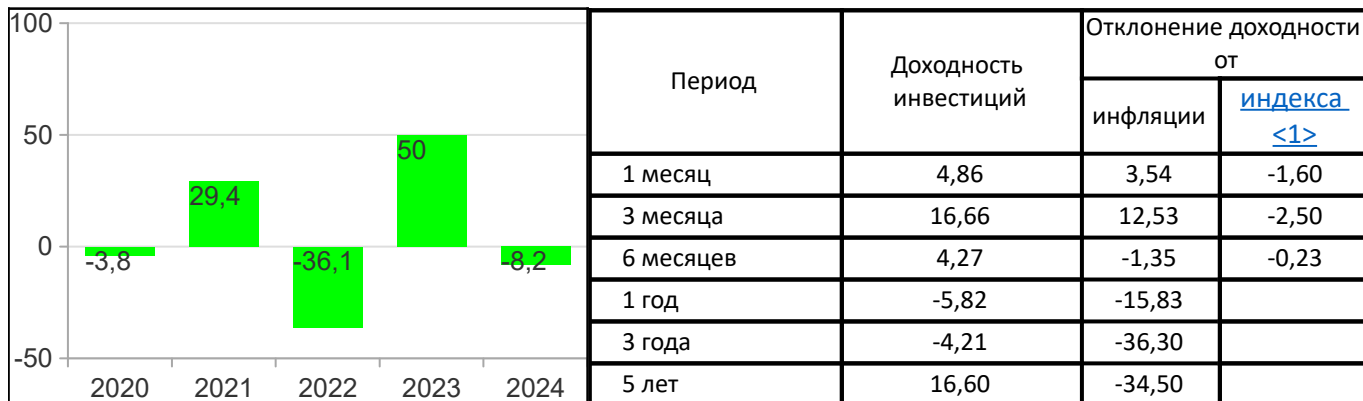 100
50
0
-50
-3,8
29,4
-36,1
50
-8,2
2020 2021 2022 2023 2024
Период
Доходность
инвестиций
Отклонение доходности
от
инфляции
индекса
<1>
1 месяц 4,86 3,54 -1,60
3 месяца 16,66 12,53 -2,50
6 месяцев 4,27 -1,35 -0,23
1 год -5,82 -15,83
3 года -4,21 -36,30
5 лет 16,60 -34,50